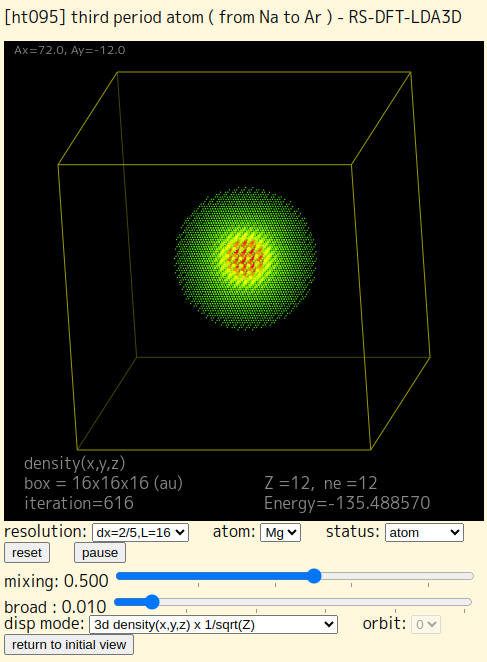 [ht095] third period atom ( from Na to Ar ) - RS-DFT-LDA3D
Ax=72.0, Ay=-12.0
density(x,y,z)
box = 16x16x16 (au)
Z =12, ne =12
iteration=616
Energy=-135.488570
resolution: dx=2/5,L=16 atom: Mg status: atom
reset pause
mixing: 0.500
broad : 0.010
disp mode: 3d density(x,y,z) x 1/sqrt(Z) orbit: 0
return to initial view